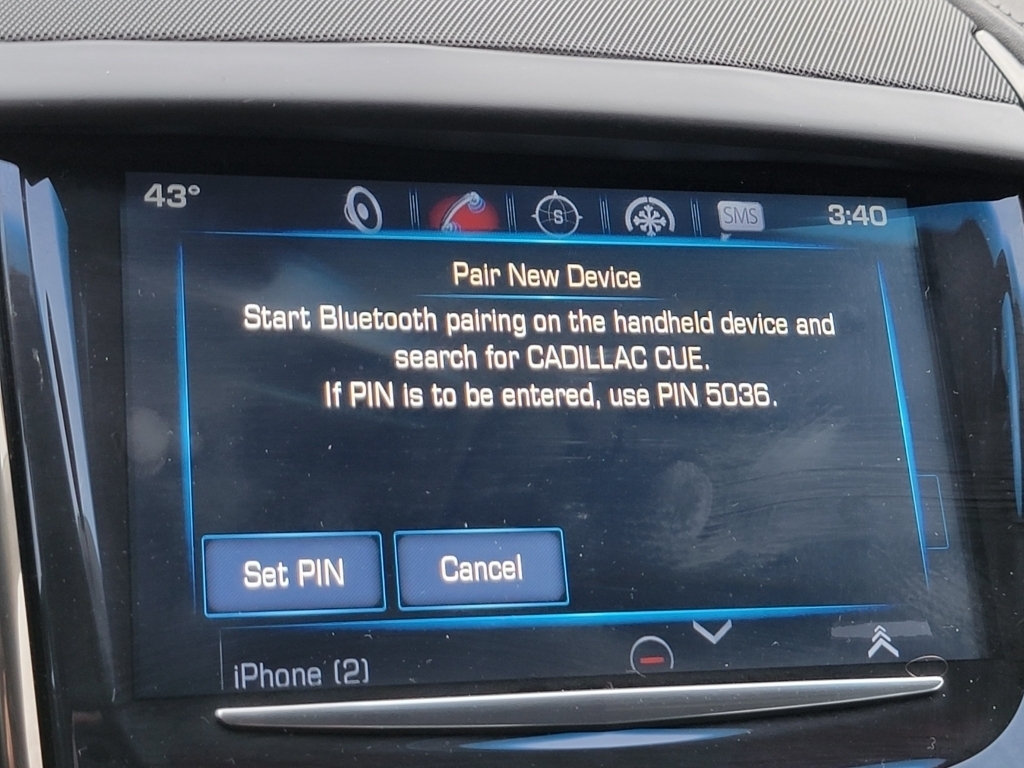 43°
S
SMS
3:40
Pair New Device
Start Bluetooth pairing on the handheld device and
search for CADILLAC CUE.
If PIN is to be entered, use PIN 5036.
Set PIN
Cancel
iPhone (2)